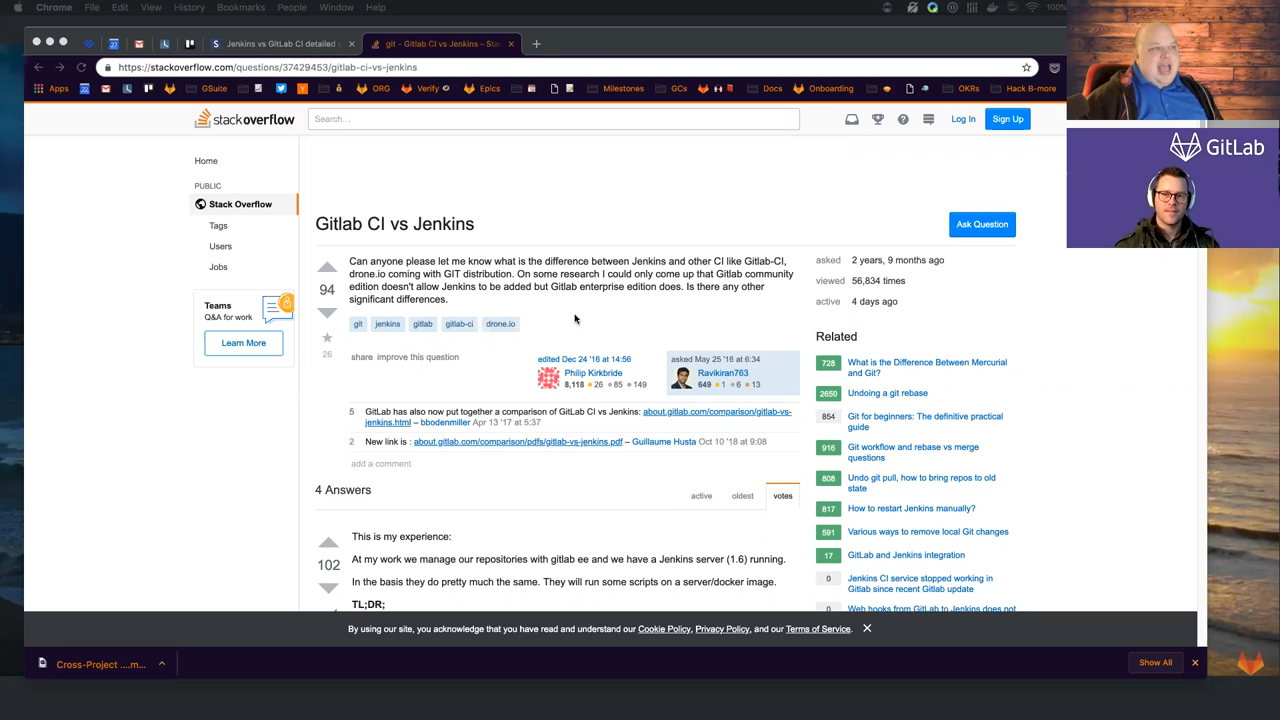 Chrome File Edit View History Bookmarks People Window Help 100%
Jenkins vs GitLab CI detailed
git - GitLab CI vs Jenkins - Stac
https://stackoverflow.com/questions/37429453/gitlab-ci-vs-jenkins
Apps GSuite ORG Verify Epics Milestones GCs Docs Onboarding OKRs Hack B-more
stackoverflow Search… Log In Sign Up
GitLab
Home
PUBLIC
Stack Overflow
Tags
Users
Jobs
Teams
Q&A for work
Learn More
Gitlab CI vs Jenkins
Ask Question
94
26
Can anyone please let me know what is the difference between Jenkins and other CI like Gitlab-CI,
drone.io coming with GIT distribution. On some research I could only come up that Gitlab community
edition doesn't allow Jenkins to be added but Gitlab enterprise edition does. Is there any other
significant differences.
git jenkins gitlab gitlab-ci drone.io
share improve this question
edited Dec 24 '16 at 14:56
Philip Kirkbride
8,118 26 85 149
asked May 25 '16 at 6:34
Ravikiran763
649 1 6 13
5 GitLab has also now put together a comparison of GitLab CI vs Jenkins: about.gitlab.com/comparison/gitlab-vs-
jenkins.html – bbodenmiller Apr 13 '17 at 5:37
2 New link is : about.gitlab.com/comparison/pdfs/gitlab-vs-jenkins.pdf – Guillaume Husta Oct 10 '18 at 9:08
add a comment
4 Answers
active oldest votes
102
This is my experience:
At my work we manage our repositories with gitlab ee and we have a Jenkins server (1.6) running.
In the basis they do pretty much the same. They will run some scripts on a server/docker image.
TL;DR;
asked 2 years, 9 months ago
viewed 56,834 times
active 4 days ago
Related
728 What is the Difference Between Mercurial
and Git?
2650 Undoing a git rebase
854 Git for beginners: The definitive practical
guide
916 Git workflow and rebase vs merge
questions
808 Undo git pull, how to bring repos to old
state
817 How to restart Jenkins manually?
591 Various ways to remove local Git changes
17 GitLab and Jenkins integration
0 Jenkins CI service stopped working in
GitLab since recent Gitlab update
0 Web hooks from GitLab to Jenkins does not
By using our site, you acknowledge that you have read and understand our Cookie Policy, Privacy Policy, and our Terms of Service.
Cross-Project ....m...
Show All